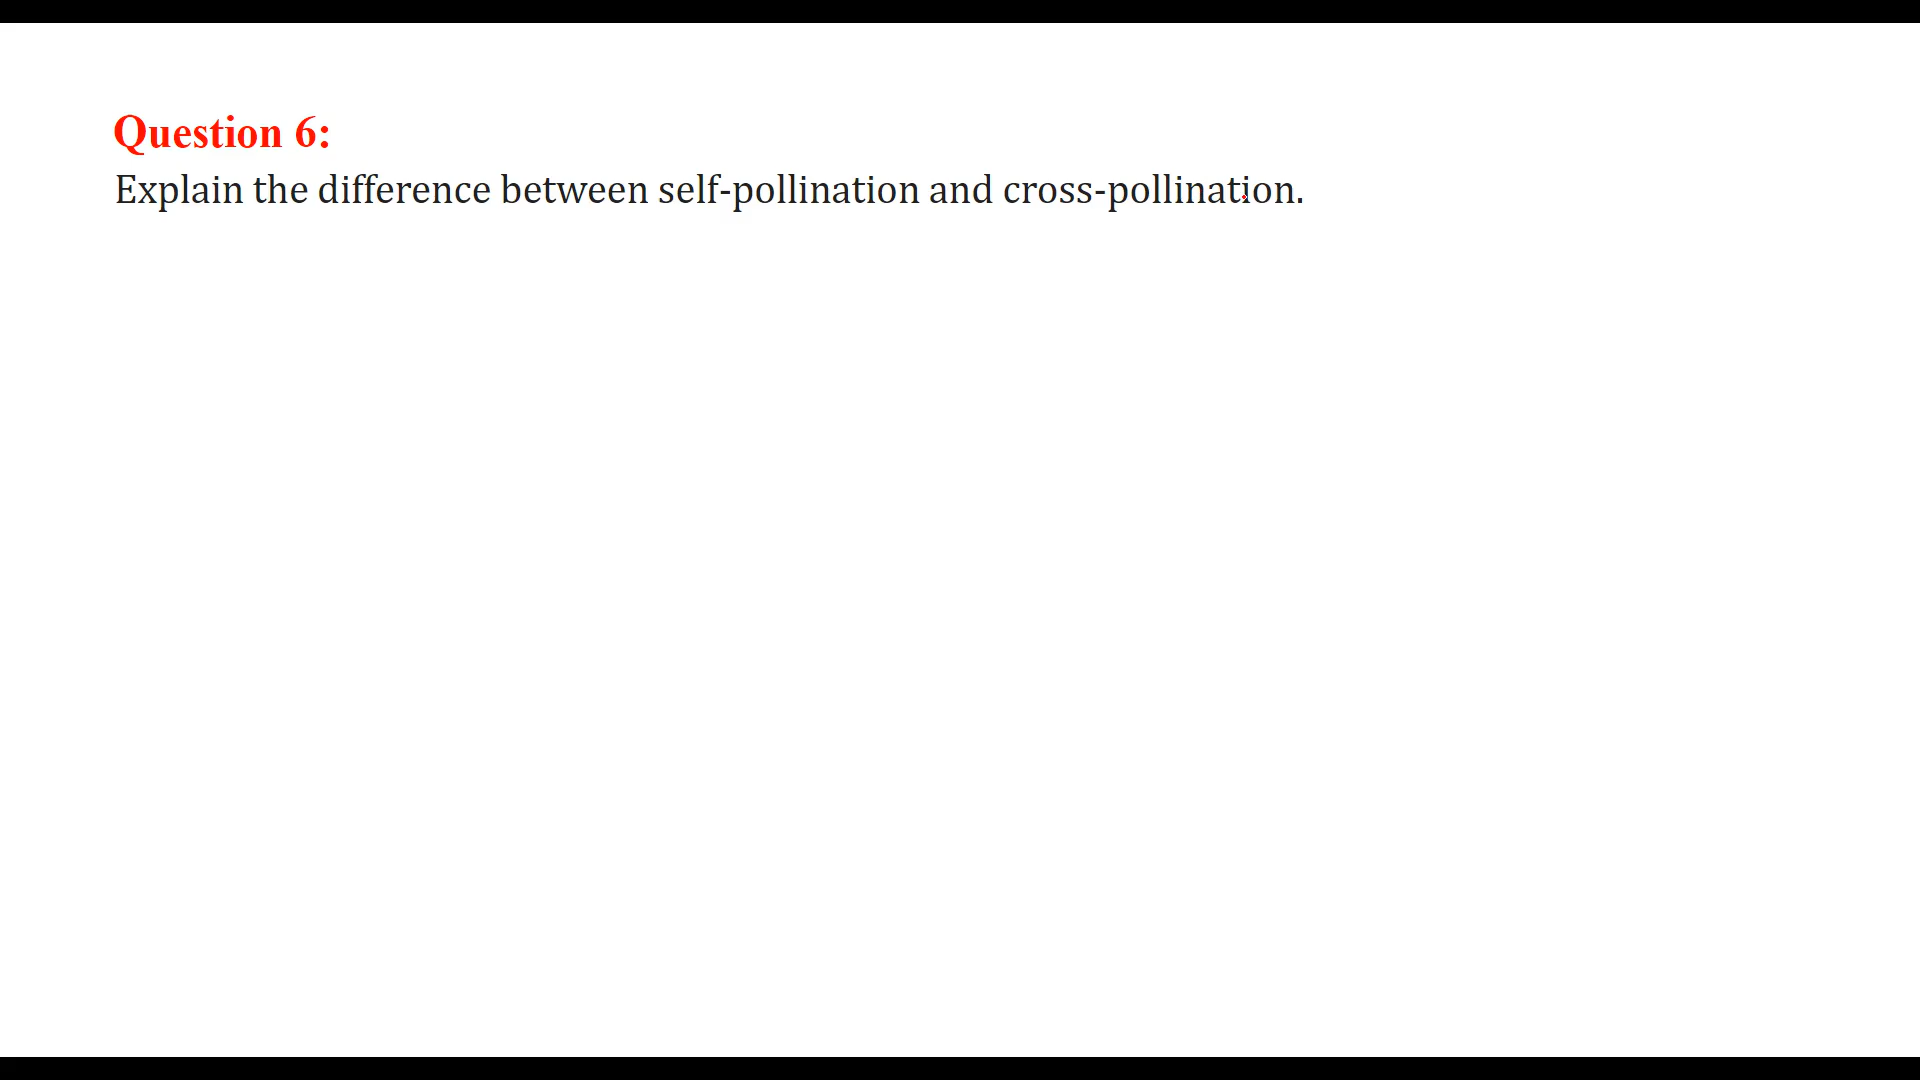 Question 6:
Explain the difference between self-pollination and cross-pollination.